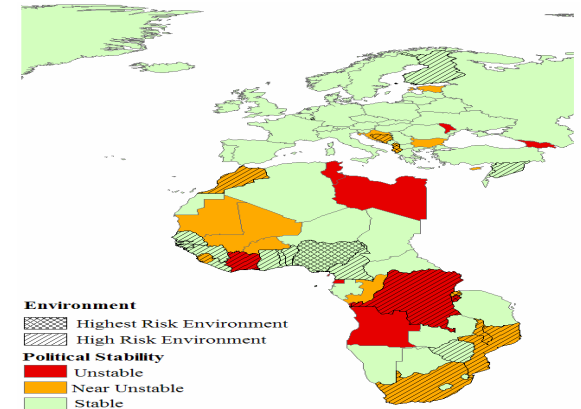 Environment
Highest Risk Environment
High Risk Environment
Political Stability
Unstable
Near Unstable
Stable